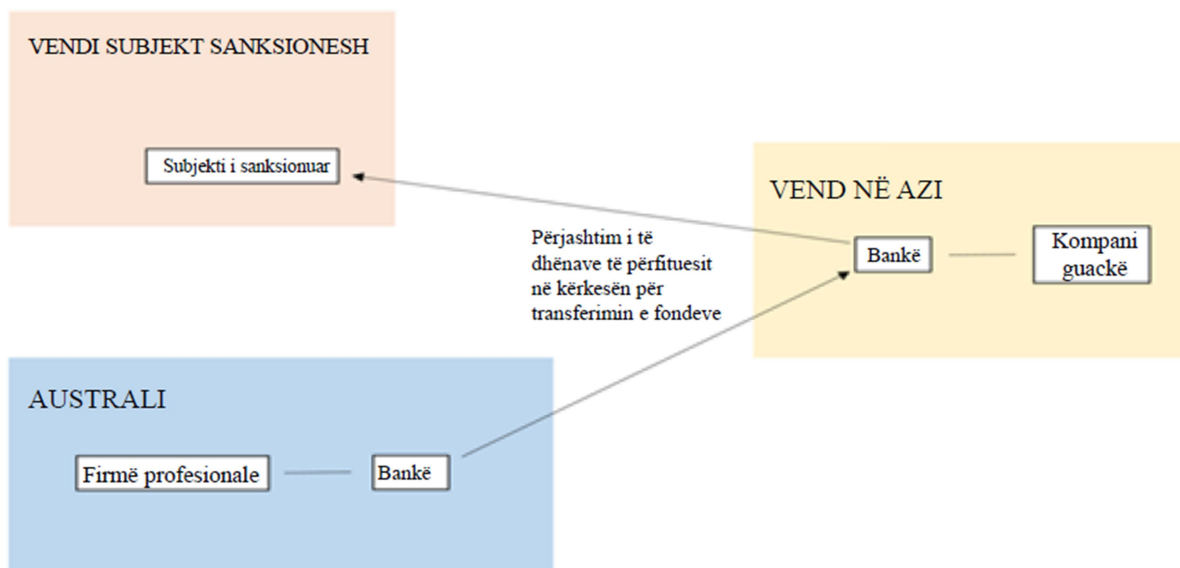 VENDI SUBJEKT SANKSIONESH
Subjekti i sanksionuar
VEND NË AZI
Bankë
Kompani
guackë
Përjashtim i të
dhënave të përfituesit
në kërkesën për
transferimin e fondeve
AUSTRALI
Firmë profesionale
Bankë